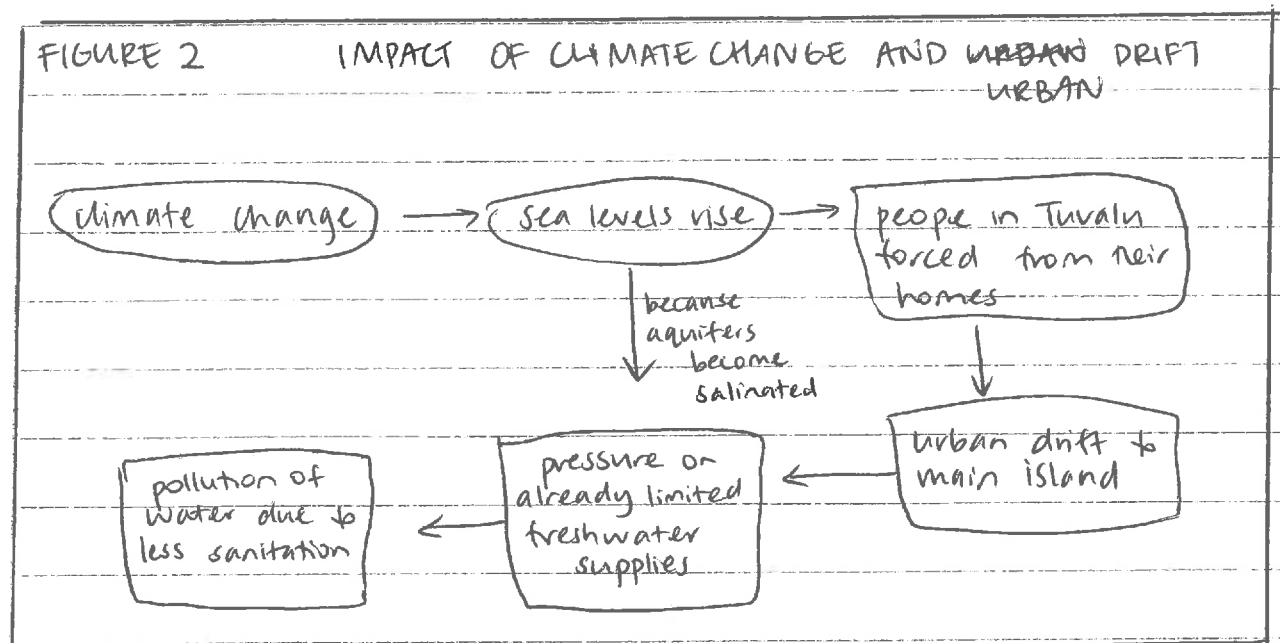 FIGURE 2 IMPACT OF CLIMATE CHANGE AND URBAN DRIFT
URBAN
climate change
sea levels rise
people in Tuvalu
forced from their
homes
because
aquifers
become
salinated
urban drift to
main island
pressure on
already limited
freshwater
supplies
pollution of
water due to
less sanitation